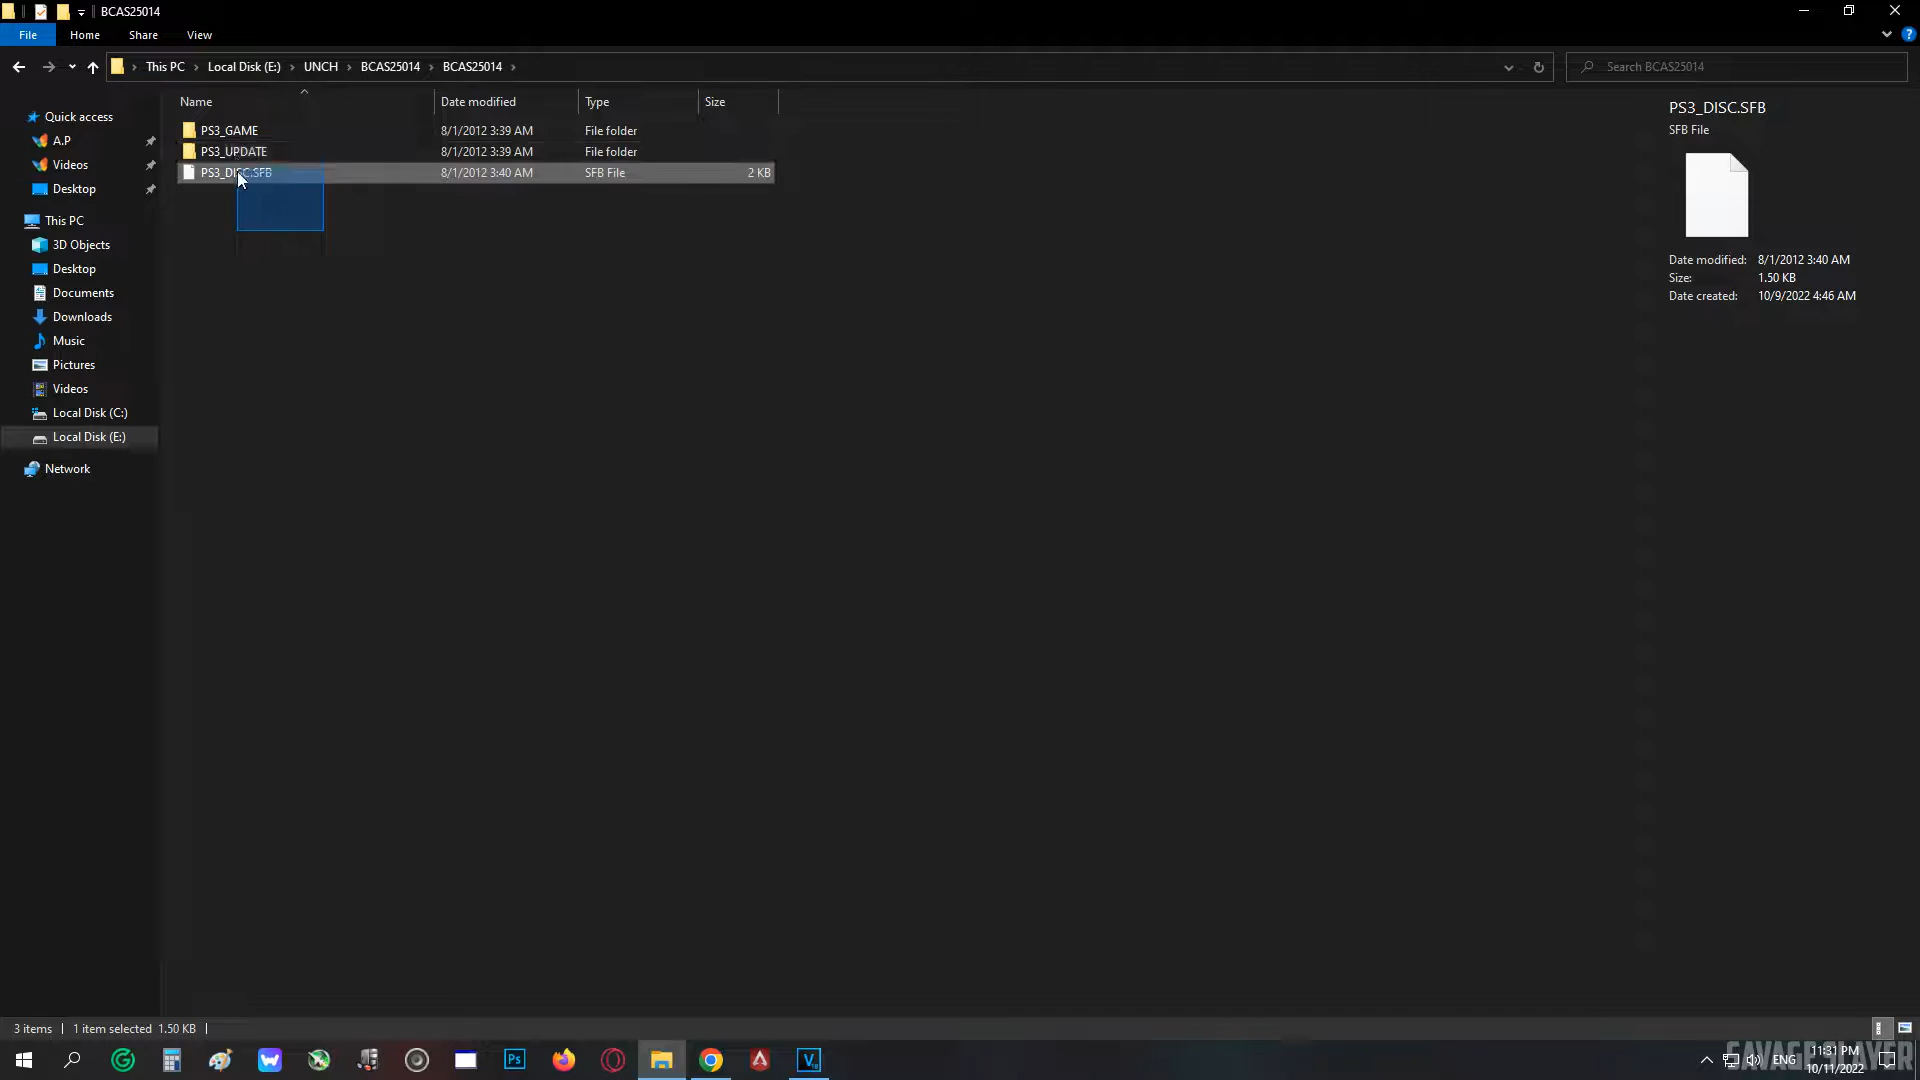 BCAS25014
File Home Share View
This PC Local Disk (E:) UNCH BCAS25014 BCAS25014
Search BCAS25014
Name Date modified Type Size
PS3_GAME 8/1/2012 3:39 AM File folder
PS3_UPDATE 8/1/2012 3:39 AM File folder
PS3_DISC.SFB 8/1/2012 3:40 AM SFB File 2 KB
Quick access
A.P
Videos
Desktop
This PC
3D Objects
Desktop
Documents
Downloads
Music
Pictures
Videos
Local Disk (C:)
Local Disk (E:)
Network
PS3_DISC.SFB
SFB File
Date modified: 8/1/2012 3:40 AM
Size: 1.50 KB
Date created: 10/9/2022 4:46 AM
3 items 1 item selected 1.50 KB
Ps
ENG
11:31 PM
10/11/2022
SAVAGE SLAYER